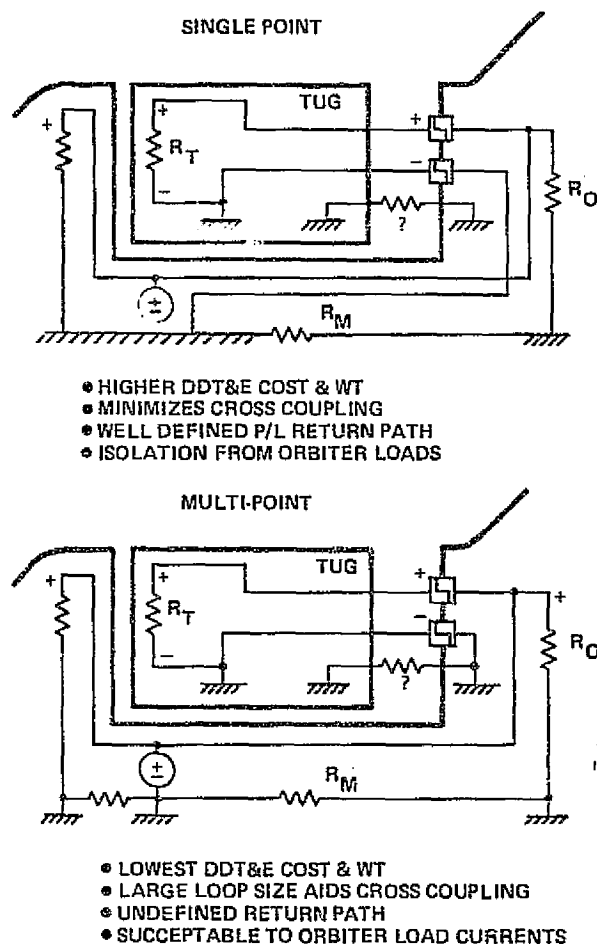 SINGLE POINT
TUG
+
+
+
R_T
−
−
R_O
?
±
R_M
● HIGHER DDT&E COST & WT
● MINIMIZES CROSS COUPLING
● WELL DEFINED P/L RETURN PATH
● ISOLATION FROM ORBITER LOADS
MULTI-POINT
TUG
+
+
+
+
R_T
−
−
R_O
?
±
R_M
● LOWEST DDT&E COST & WT
● LARGE LOOP SIZE AIDS CROSS COUPLING
● UNDEFINED RETURN PATH
● SUCCEPTABLE TO ORBITER LOAD CURRENTS